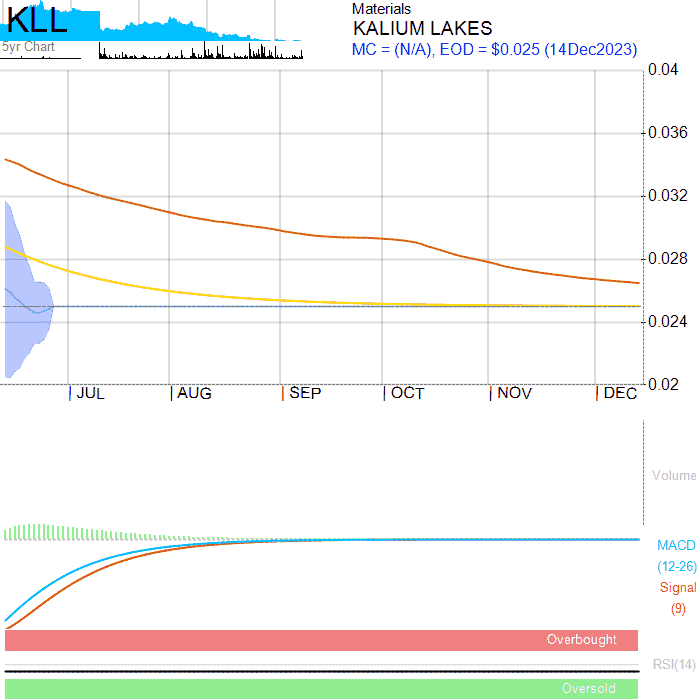 KLL
5yr Chart
Materials
KALIUM LAKES
MC = (N/A), EOD = $0.025 (14Dec2023)
0.04
0.036
0.032
0.028
0.024
0.02
JUL AUG SEP OCT NOV DEC
Volume
MACD
(12-26)
Signal
(9)
Overbought
RSI(14)
Oversold